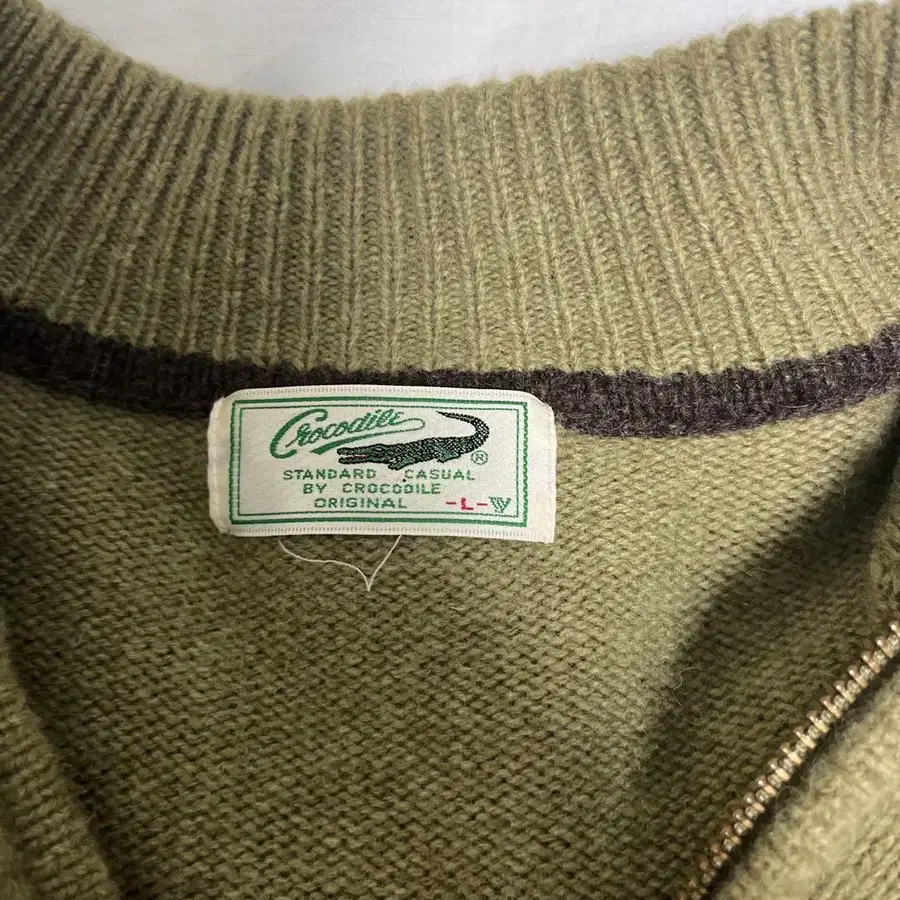 Crocodile ®
STANDARD CASUAL
BY CROCODILE
ORIGINAL -L-